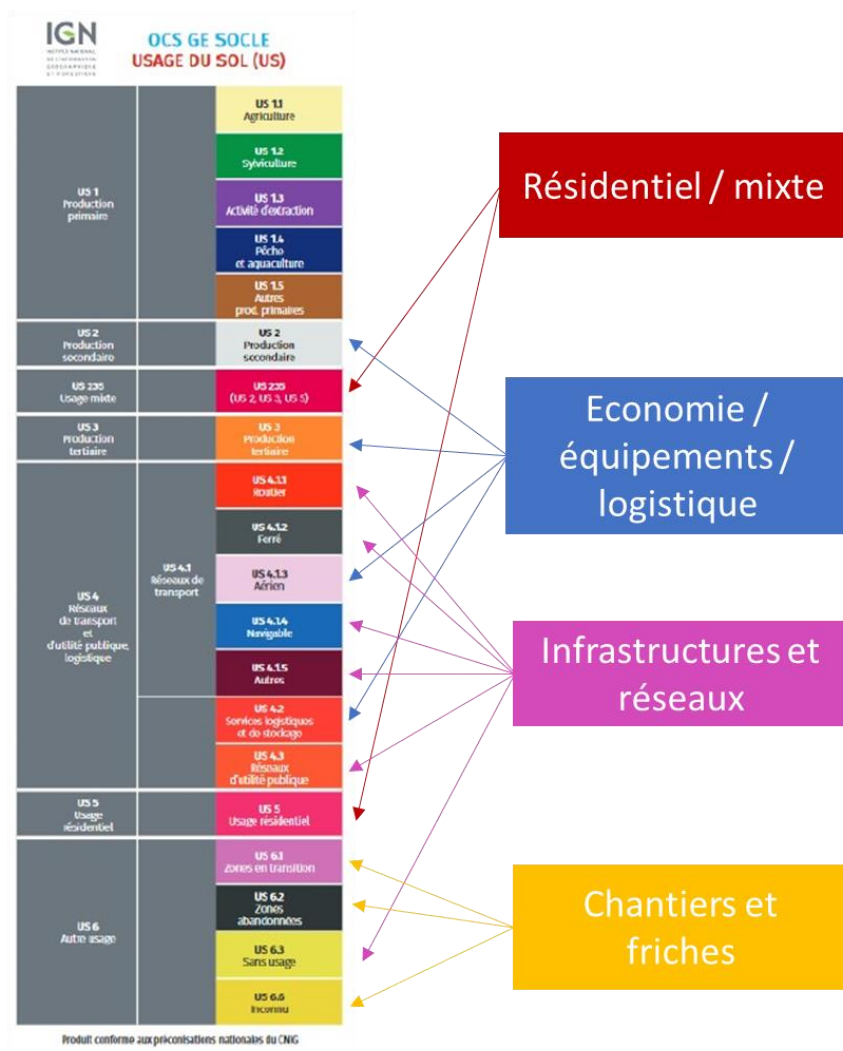 IGN
INSTITUT NATIONAL
DE L'INFORMATION
GÉOGRAPHIQUE
ET FORESTIÈRE
OCS GE SOCLE
USAGE DU SOL (US)
US 1
Production
primaire
US 1.1
Agriculture
US 1.2
Sylviculture
US 1.3
Activité d'extraction
US 1.4
Pêche
et aquaculture
US 1.5
Autres
prod. primaires
US 2
Production
secondaire
US 2
Production
secondaire
US 235
Usage mixte
US 235
(US 2, US 3, US 5)
US 3
Production
tertiaire
US 3
Production
tertiaire
US 4
Réseaux
de transport
et
d'utilité publique,
logistique
US 4.1
Réseaux de
transport
US 4.1.1
Routier
US 4.1.2
Ferré
US 4.1.3
Aérien
US 4.1.4
Navigable
US 4.1.5
Autres
US 4.2
Services logistiques
et de stockage
US 4.3
Réseaux
d'utilité publique
US 5
Usage
résidentiel
US 5
Usage résidentiel
US 6
Autre usage
US 6.1
Zones en transition
US 6.2
Zones
abandonnées
US 6.3
Sans usage
US 6.6
Inconnu
Produit conforme aux préconisations nationales du CNIG
Résidentiel / mixte
Economie /
équipements /
logistique
Infrastructures et
réseaux
Chantiers et
friches